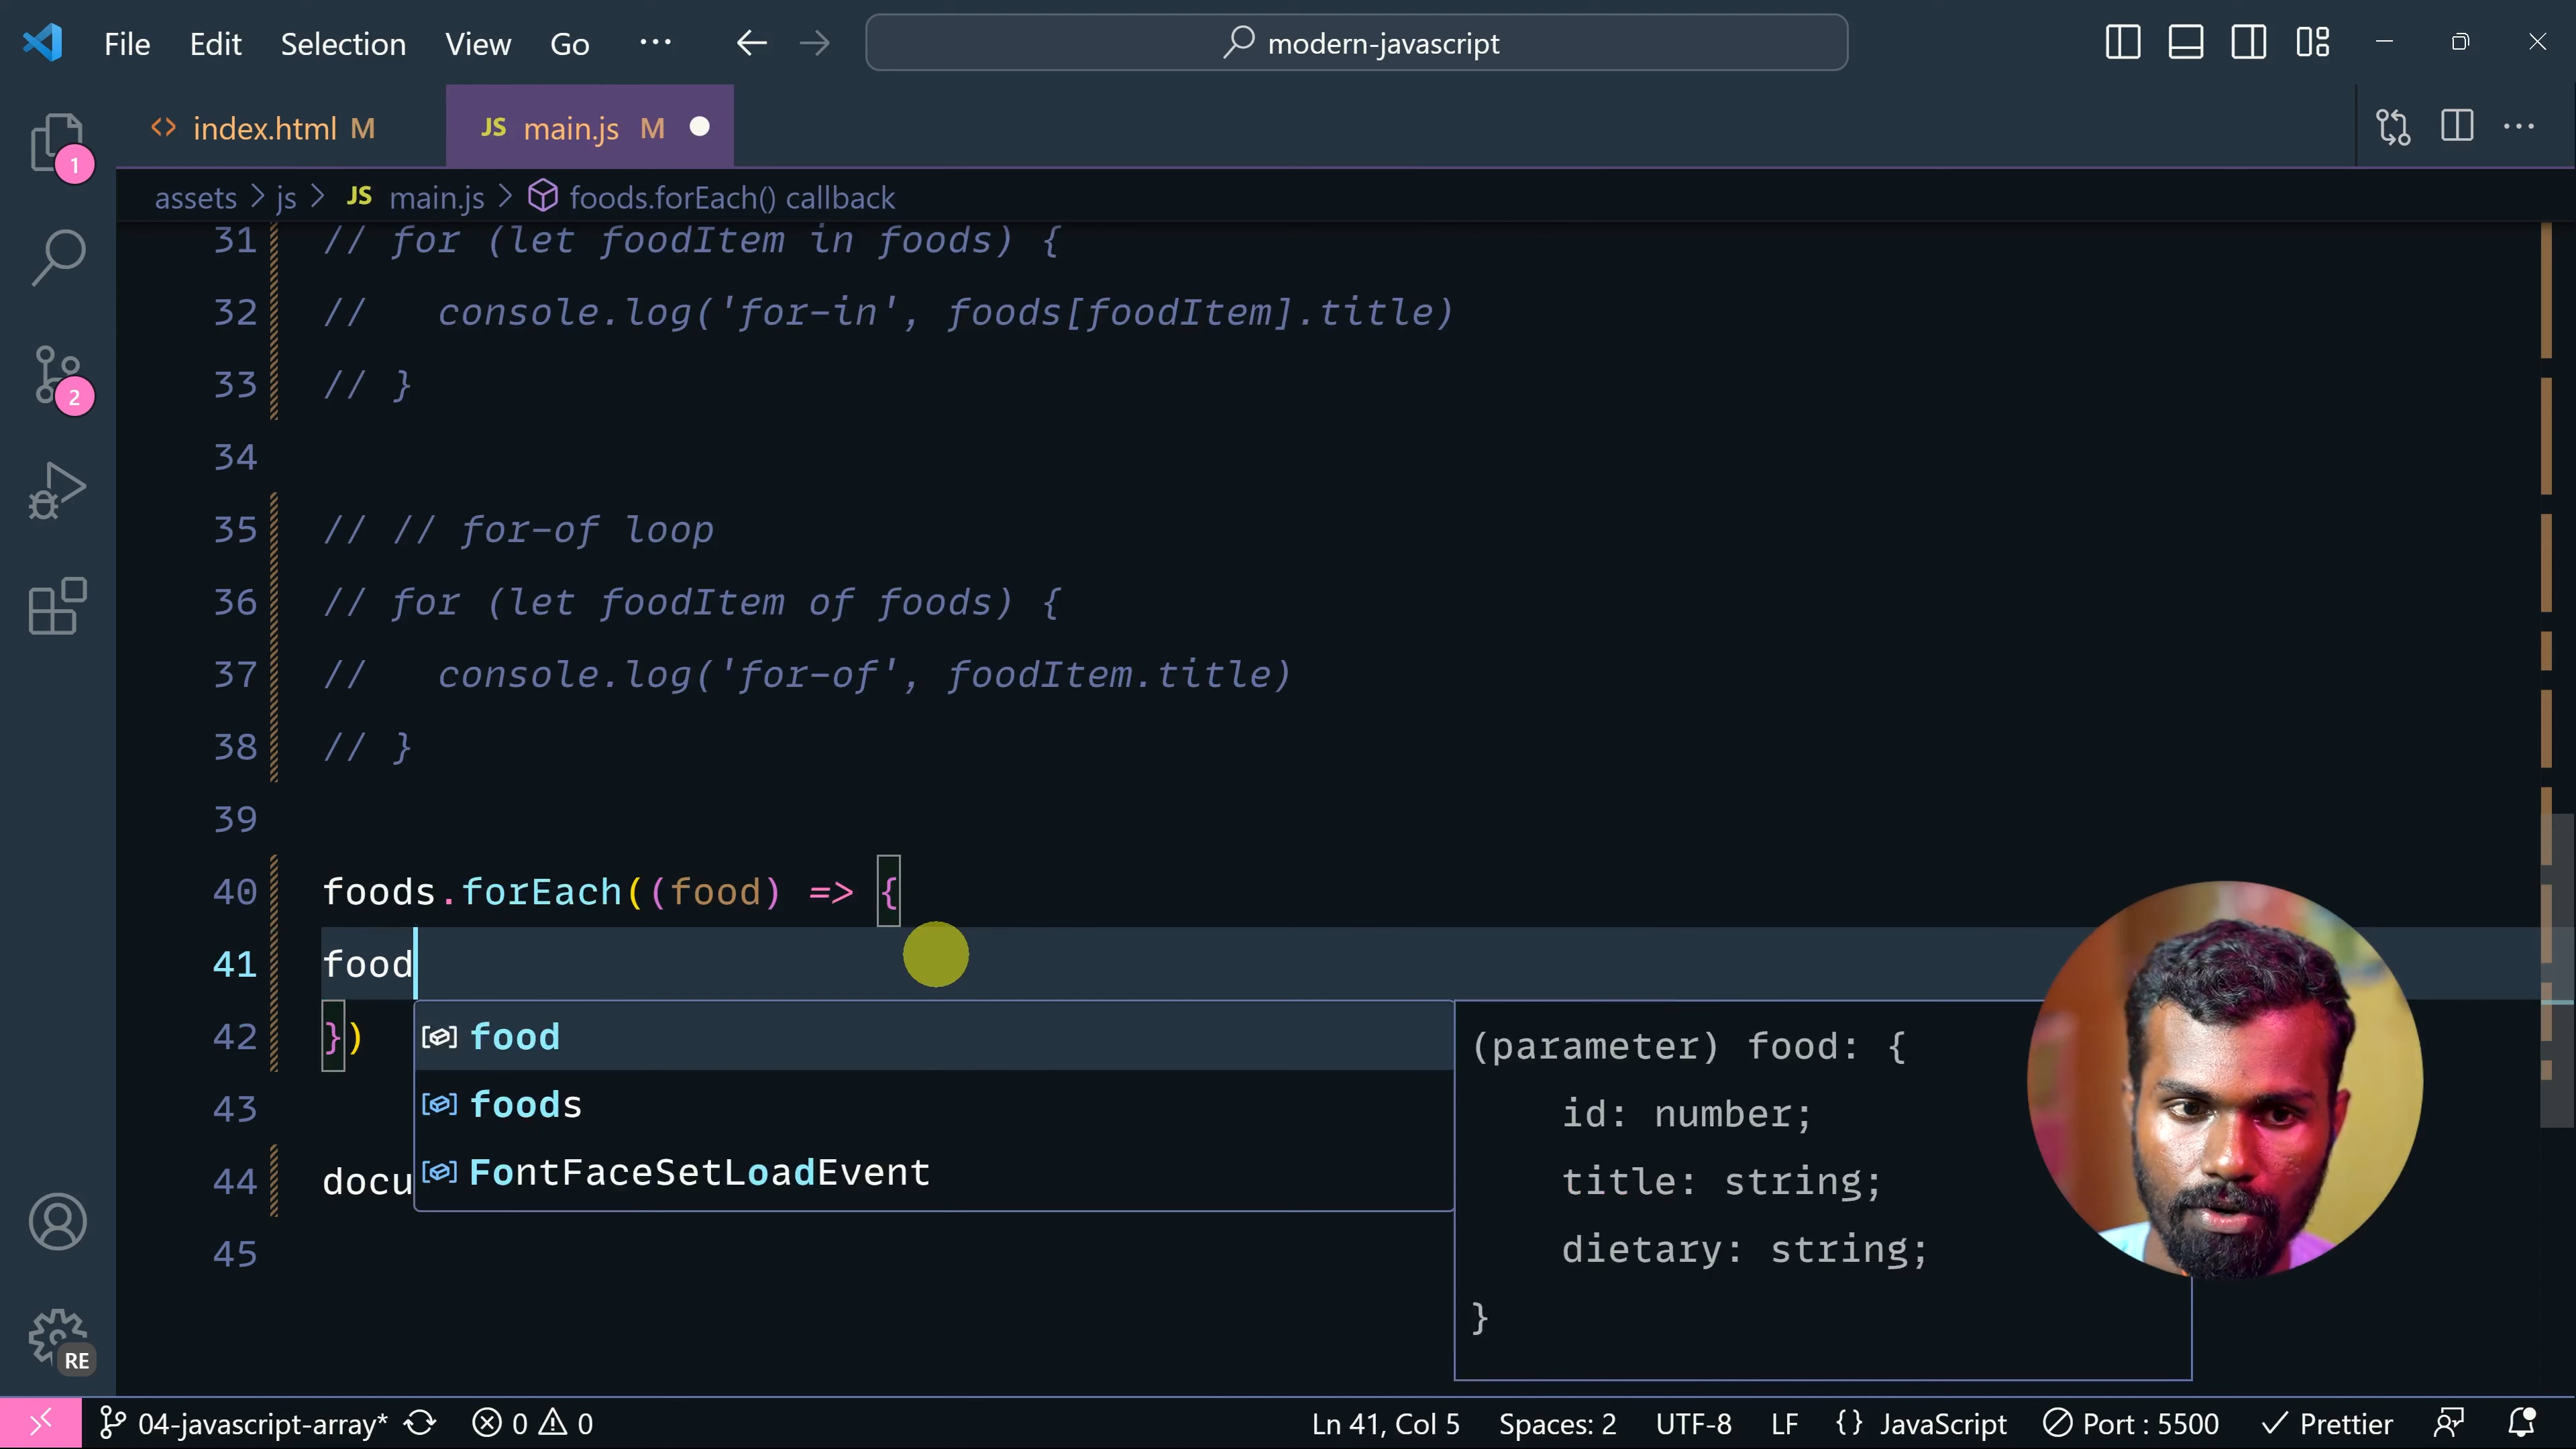 File Edit Selection View Go ··· modern-javascript
index.html M JS main.js M
assets > js > JS main.js > foods.forEach() callback
31 // for (let foodItem in foods) {
32 //   console.log('for-in', foods[foodItem].title)
33 // }
34
35 // // for-of loop
36 // for (let foodItem of foods) {
37 //   console.log('for-of', foodItem.title)
38 // }
39
40 foods.forEach((food) => {
41 food
42 })
43
44 docu
45
food
foods
FontFaceSetLoadEvent
(parameter) food: {
id: number;
title: string;
dietary: string;
}
1
2
RE
04-javascript-array* 0 0 Ln 41, Col 5 Spaces: 2 UTF-8 LF {} JavaScript Port : 5500 Prettier